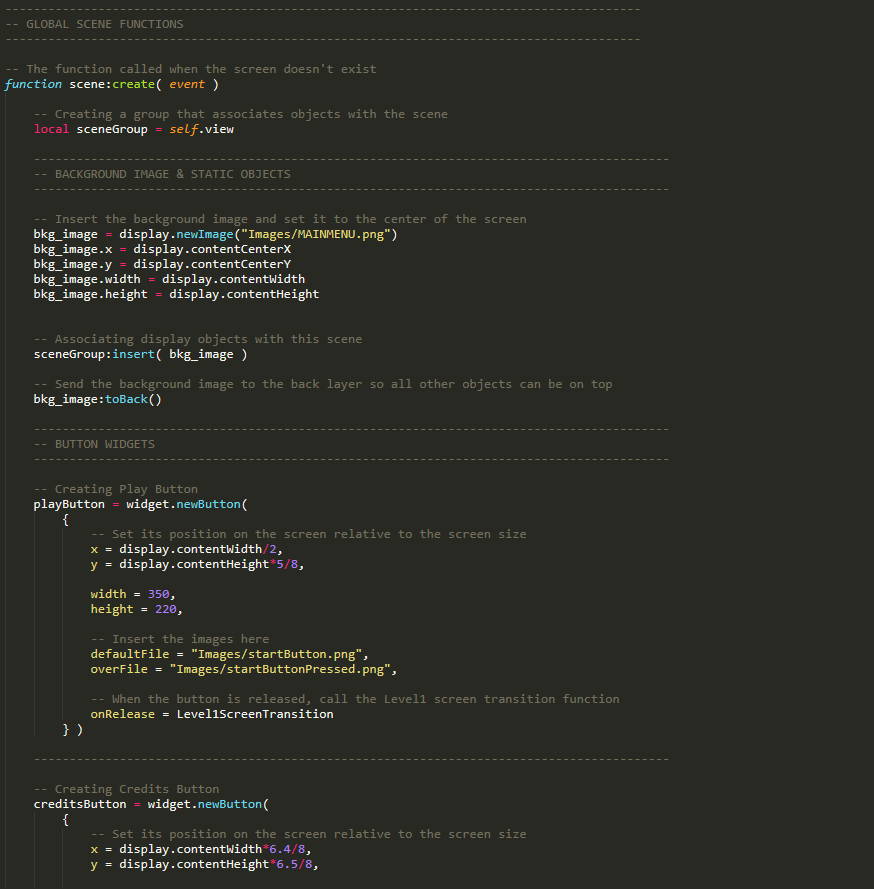 -----------------------------------------------------------------------------------------
-- GLOBAL SCENE FUNCTIONS
-----------------------------------------------------------------------------------------
-- The function called when the screen doesn't exist
function scene:create( event )
-- Creating a group that associates objects with the scene
local sceneGroup = self.view
-----------------------------------------------------------------------------------------
-- BACKGROUND IMAGE & STATIC OBJECTS
-----------------------------------------------------------------------------------------
-- Insert the background image and set it to the center of the screen
bkg_image = display.newImage("Images/MAINMENU.png")
bkg_image.x = display.contentCenterX
bkg_image.y = display.contentCenterY
bkg_image.width = display.contentWidth
bkg_image.height = display.contentHeight
-- Associating display objects with this scene
sceneGroup:insert( bkg_image )
-- Send the background image to the back layer so all other objects can be on top
bkg_image:toBack()
-----------------------------------------------------------------------------------------
-- BUTTON WIDGETS
-----------------------------------------------------------------------------------------
-- Creating Play Button
playButton = widget.newButton(
{
-- Set its position on the screen relative to the screen size
x = display.contentWidth/2,
y = display.contentHeight*5/8,
width = 350,
height = 220,
-- Insert the images here
defaultFile = "Images/startButton.png",
overFile = "Images/startButtonPressed.png",
-- When the button is released, call the Level1 screen transition function
onRelease = Level1ScreenTransition
} )
-----------------------------------------------------------------------------------------
-- Creating Credits Button
creditsButton = widget.newButton(
{
-- Set its position on the screen relative to the screen size
x = display.contentWidth*6.4/8,
y = display.contentHeight*6.5/8,